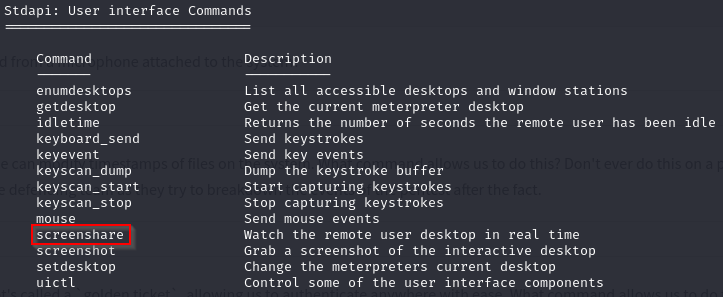 Stdapi: User interface Commands
===============================
Command Description
------- -----------
enumdesktops List all accessible desktops and window stations
getdesktop Get the current meterpreter desktop
idletime Returns the number of seconds the remote user has been idle
keyboard_send Send keystrokes
keyevent Send key events
keyscan_dump Dump the keystroke buffer
keyscan_start Start capturing keystrokes
keyscan_stop Stop capturing keystrokes
mouse Send mouse events
screenshare Watch the remote user desktop in real time
screenshot Grab a screenshot of the interactive desktop
setdesktop Change the meterpreters current desktop
uictl Control some of the user interface components